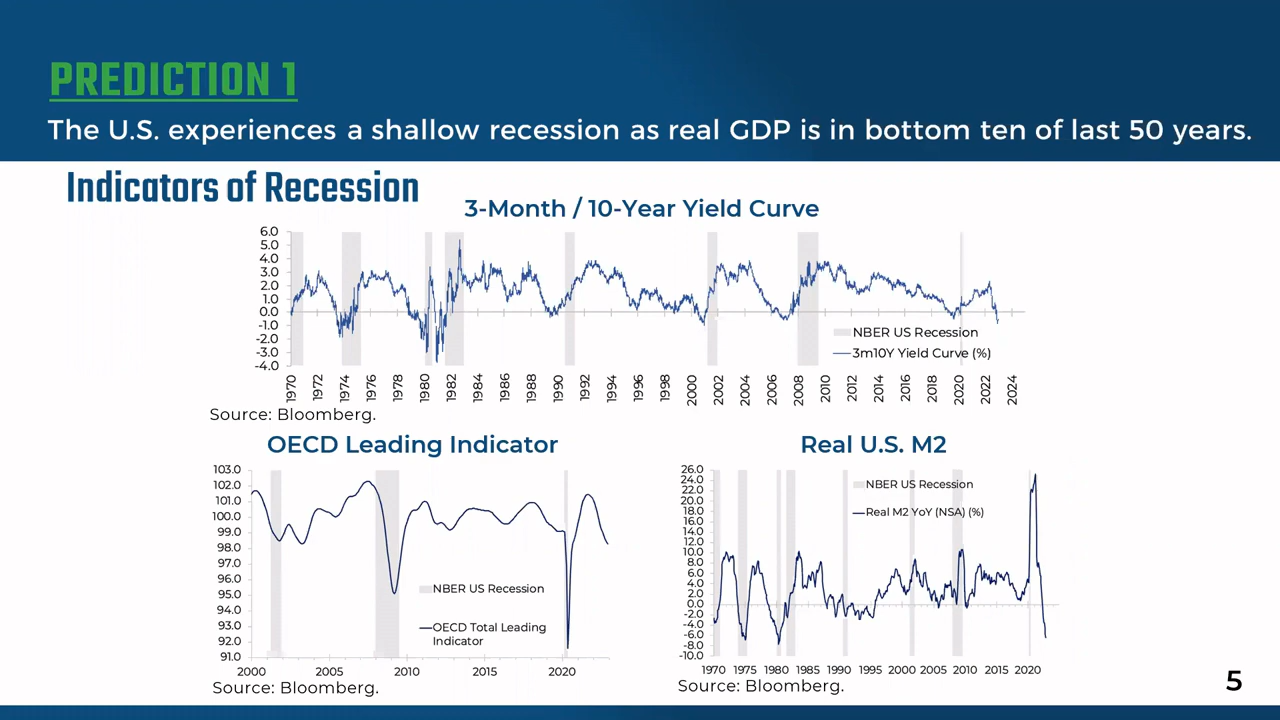 PREDICTION 1
The U.S. experiences a shallow recession as real GDP is in bottom ten of last 50 years.
Indicators of Recession
3-Month / 10-Year Yield Curve
6.0
5.0
4.0
3.0
2.0
1.0
0.0
-1.0
-2.0
-3.0
-4.0
NBER US Recession
3m10Y Yield Curve (%)
1970 1972 1974 1976 1978 1980 1982 1984 1986 1988 1990 1992 1994 1996 1998 2000 2002 2004 2006 2008 2010 2012 2014 2016 2018 2020 2022 2024
Source: Bloomberg.
OECD Leading Indicator
103.0
102.0
101.0
100.0
99.0
98.0
97.0
96.0
95.0
94.0
93.0
92.0
91.0
NBER US Recession
OECD Total Leading
Indicator
2000 2005 2010 2015 2020
Source: Bloomberg.
Real U.S. M2
26.0
24.0
22.0
20.0
18.0
16.0
14.0
12.0
10.0
8.0
6.0
4.0
2.0
0.0
-2.0
-4.0
-6.0
-8.0
-10.0
NBER US Recession
Real M2 YoY (NSA) (%)
1970 1975 1980 1985 1990 1995 2000 2005 2010 2015 2020
Source: Bloomberg.
5